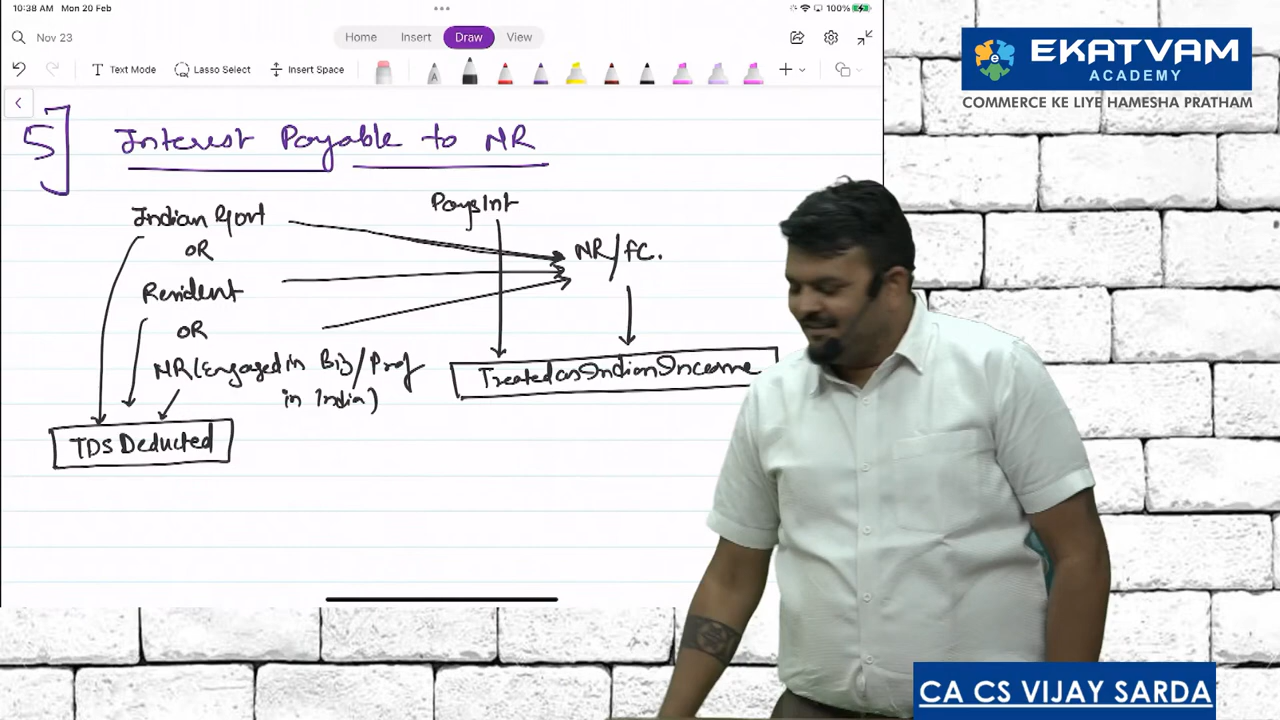 10:38 AM Mon 20 Feb
100%
Nov 23
Home Insert Draw View
Text Mode Lasso Select Insert Space
5] Interest Payable to NR
Pays Int
Indian Govt
OR
NR/FC.
Resident
OR
NR (Engaged in Bis/Prof
in India)
Treated as Indian Income
TDS Deducted
EKATVAM
ACADEMY
COMMERCE KE LIYE HAMESHA PRATHAM
CA CS VIJAY SARDA